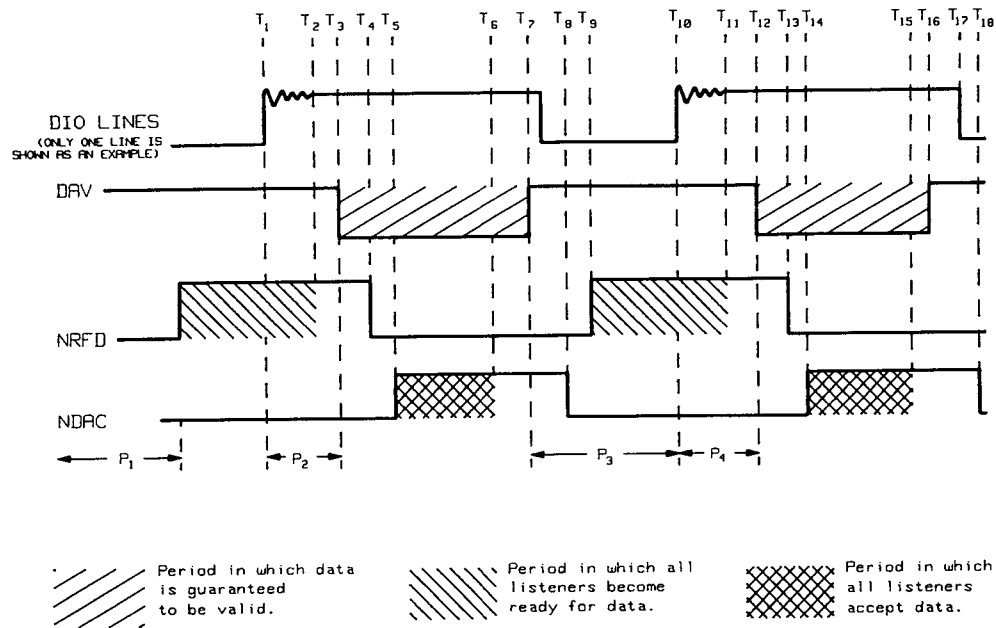 T1 T2 T3 T4 T5 T6 T7 T8 T9 T10 T11 T12 T13 T14 T15 T16 T17 T18
DIO LINES
(ONLY ONE LINE IS
SHOWN AS AN EXAMPLE)
DAV
NRFD
NDAC
P1 P2 P3 P4
Period in which data
is guaranteed
to be valid.
Period in which all
listeners become
ready for data.
Period in which
all listeners
accept data.